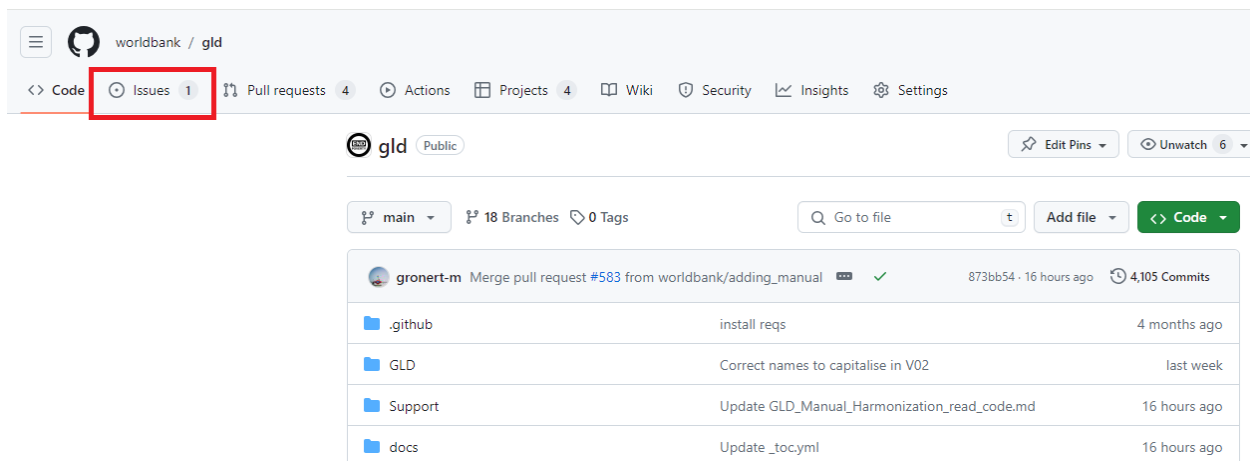 worldbank / gld
Code Issues 1 Pull requests 4 Actions Projects 4 Wiki Security Insights Settings
gld Public Edit Pins Unwatch 6
main 18 Branches 0 Tags Go to file t Add file Code
gronert-m Merge pull request #583 from worldbank/adding_manual 873bb54 · 16 hours ago 4,105 Commits
.github install reqs 4 months ago
GLD Correct names to capitalise in V02 last week
Support Update GLD_Manual_Harmonization_read_code.md 16 hours ago
docs Update _toc.yml 16 hours ago